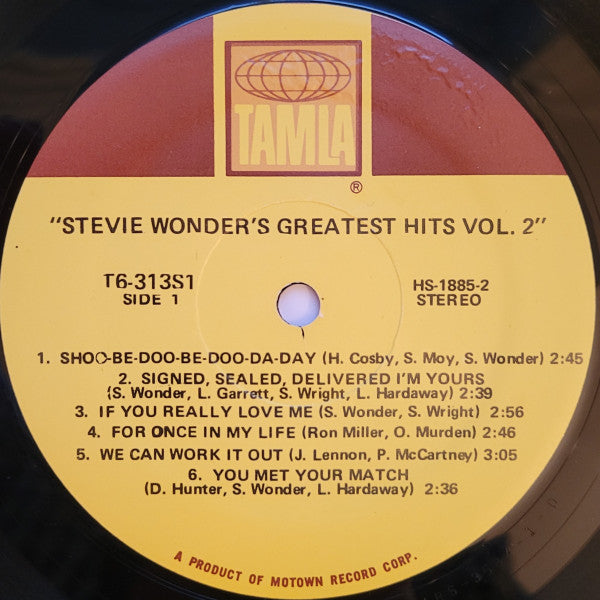 TAMLA
®
"STEVIE WONDER'S GREATEST HITS VOL. 2"
T6-313S1
SIDE 1
HS-1885-2
STEREO
1. SHOO-BE-DOO-BE-DOO-DA-DAY (H. Cosby, S. Moy, S. Wonder) 2:45
2. SIGNED, SEALED, DELIVERED I'M YOURS
(S. Wonder, L. Garrett, S. Wright, L. Hardaway) 2:39
3. IF YOU REALLY LOVE ME (S. Wonder, S. Wright) 2:56
4. FOR ONCE IN MY LIFE (Ron Miller, O. Murden) 2:46
5. WE CAN WORK IT OUT (J. Lennon, P. McCartney) 3:05
6. YOU MET YOUR MATCH
(D. Hunter, S. Wonder, L. Hardaway) 2:36
A PRODUCT OF MOTOWN RECORD CORP.